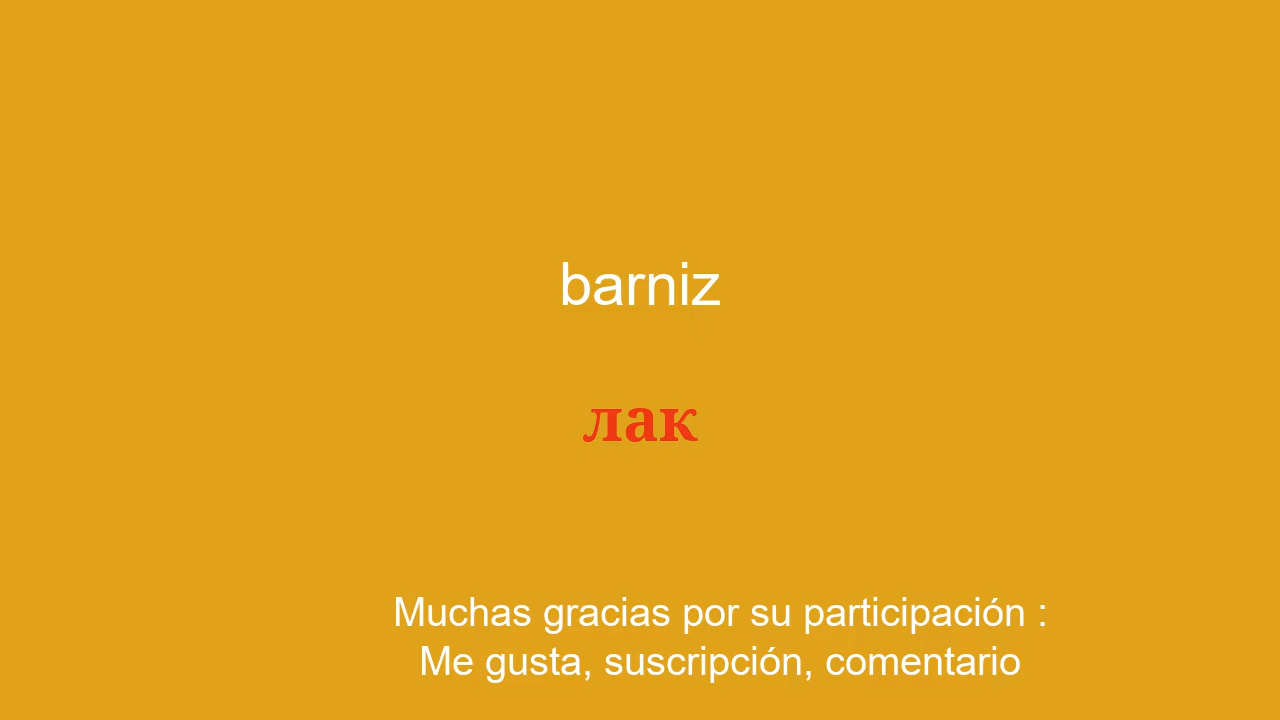 barniz
лак
Muchas gracias por su participación :
Me gusta, suscripción, comentario